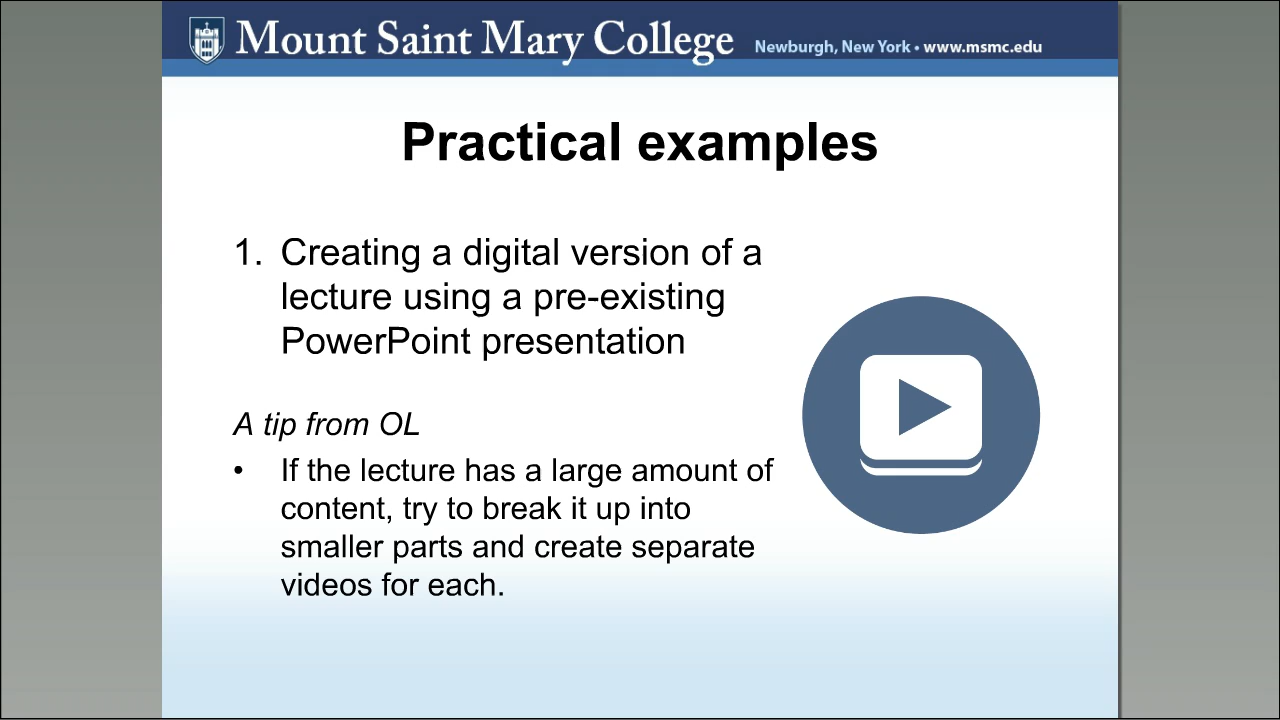 Mount Saint Mary College Newburgh, New York • www.msmc.edu
Practical examples
1. Creating a digital version of a
lecture using a pre-existing
PowerPoint presentation
A tip from OL
• If the lecture has a large amount of
content, try to break it up into
smaller parts and create separate
videos for each.